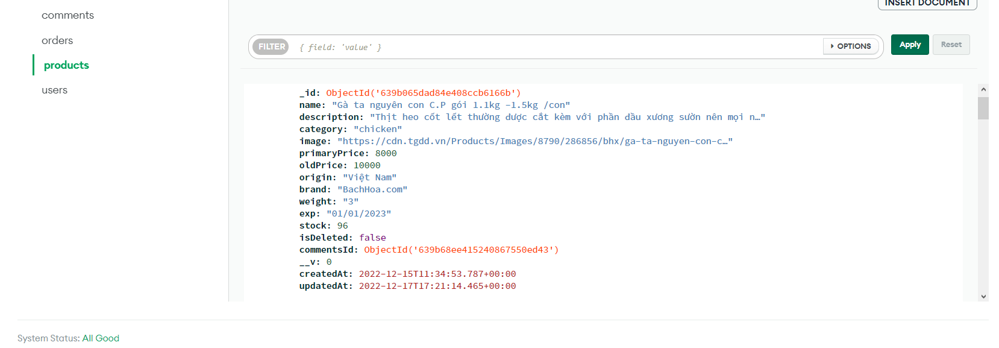 comments
orders
products
users
INSERT DOCUMENT
FILTER { field: 'value' } OPTIONS Apply Reset
_id: ObjectId('639b065dad84e408ccb6166b')
name: "Gà ta nguyên con C.P gói 1.1kg -1.5kg /con"
description: "Thịt heo cốt lết thường được cắt kèm với phần dầu xương sườn nên mọi n…"
category: "chicken"
image: "https://cdn.tgdd.vn/Products/Images/8790/286856/bhx/ga-ta-nguyen-con-c…"
primaryPrice: 8000
oldPrice: 10000
origin: "Việt Nam"
brand: "BachHoa.com"
weight: "3"
exp: "01/01/2023"
stock: 96
isDeleted: false
commentsId: ObjectId('639b68ee415240867550ed43')
__v: 0
createdAt: 2022-12-15T11:34:53.787+00:00
updatedAt: 2022-12-17T17:21:14.465+00:00
System Status: All Good